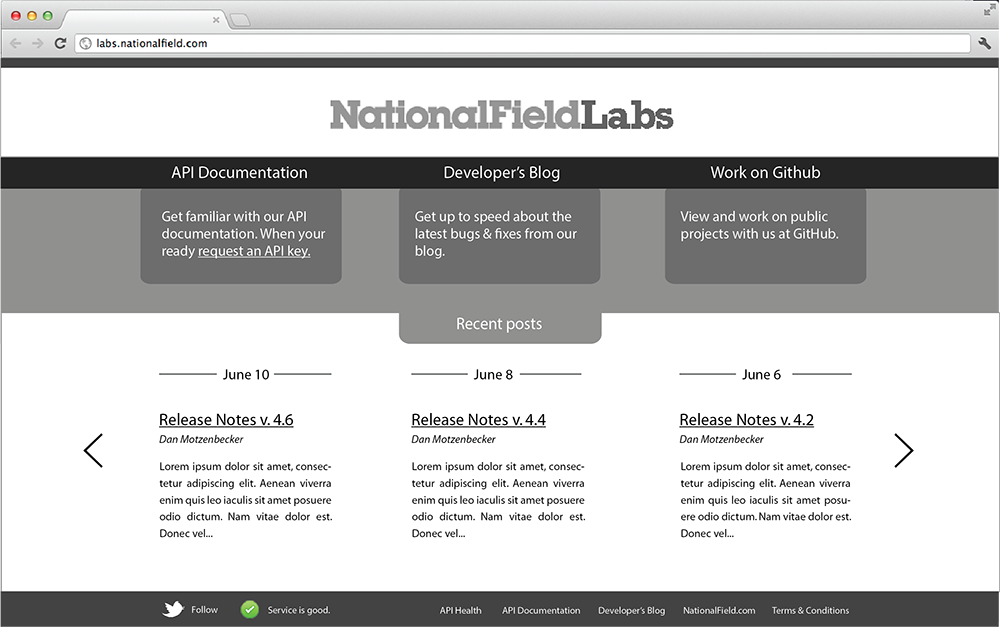 labs.nationalfield.com
NationalFieldLabs
API Documentation
Developer’s Blog
Work on Github
Get familiar with our API
documentation. When your
ready request an API key.
Get up to speed about the
latest bugs & fixes from our
blog.
View and work on public
projects with us at GitHub.
Recent posts
June 10
Release Notes v. 4.6
Dan Motzenbecker
Lorem ipsum dolor sit amet, consec-
tetur adipiscing elit. Aenean viverra
enim quis leo iaculis sit amet posuere
odio dictum. Nam vitae dolor est.
Donec vel...
June 8
Release Notes v. 4.4
Dan Motzenbecker
Lorem ipsum dolor sit amet, consec-
tetur adipiscing elit. Aenean viverra
enim quis leo iaculis sit amet posuere
odio dictum. Nam vitae dolor est.
Donec vel...
June 6
Release Notes v. 4.2
Dan Motzenbecker
Lorem ipsum dolor sit amet, consec-
tetur adipiscing elit. Aenean viverra
enim quis leo iaculis sit amet posu-
ere odio dictum. Nam vitae dolor est.
Donec vel...
Follow
Service is good.
API Health
API Documentation
Developer’s Blog
NationalField.com
Terms & Conditions